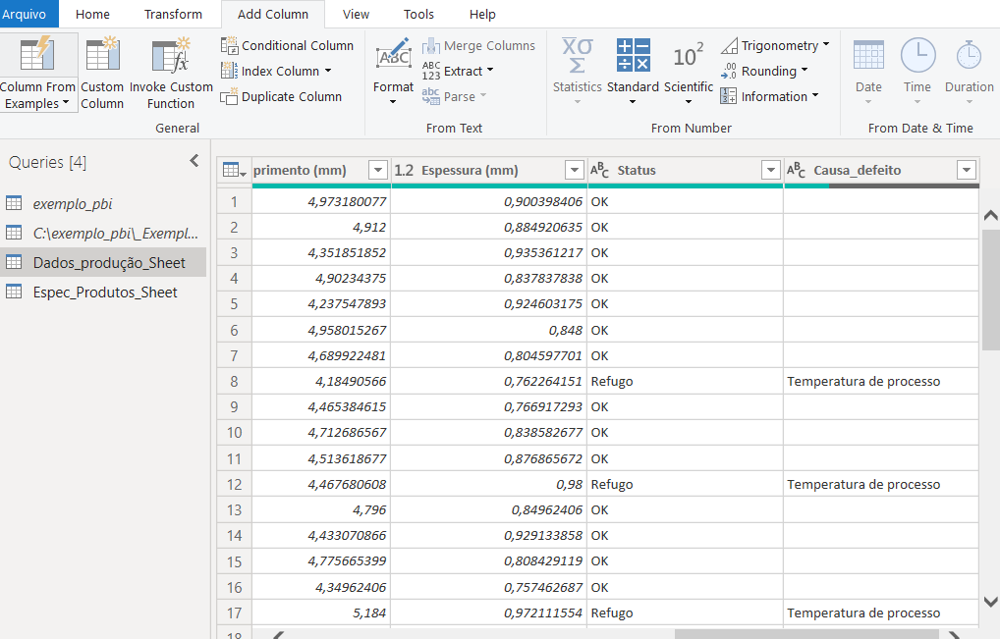 Arquivo Home Transform Add Column View Tools Help
Column From Examples
Custom Column
Invoke Custom Function
Conditional Column
Index Column
Duplicate Column
General
ABC
Format
Merge Columns
ABC 123 Extract
abc Parse
From Text
XΣσ Statistics
Standard
10² Scientific
Trigonometry
.00 Rounding
Information
From Number
Date
Time
Duration
From Date & Time
Queries [4]
exemplo_pbi
C:\exemplo_pbi\_Exempl...
Dados_produção_Sheet
Espec_Produtos_Sheet
primento (mm) 1.2 Espessura (mm) ABC Status ABC Causa_defeito
1 4,973180077 0,900398406 OK
2 4,912 0,884920635 OK
3 4,351851852 0,935361217 OK
4 4,90234375 0,837837838 OK
5 4,237547893 0,924603175 OK
6 4,958015267 0,848 OK
7 4,689922481 0,804597701 OK
8 4,18490566 0,762264151 Refugo Temperatura de processo
9 4,465384615 0,766917293 OK
10 4,712686567 0,838582677 OK
11 4,513618677 0,876865672 OK
12 4,467680608 0,98 Refugo Temperatura de processo
13 4,796 0,84962406 OK
14 4,433070866 0,929133858 OK
15 4,775665399 0,808429119 OK
16 4,34962406 0,757462687 OK
17 5,184 0,972111554 Refugo Temperatura de processo
18